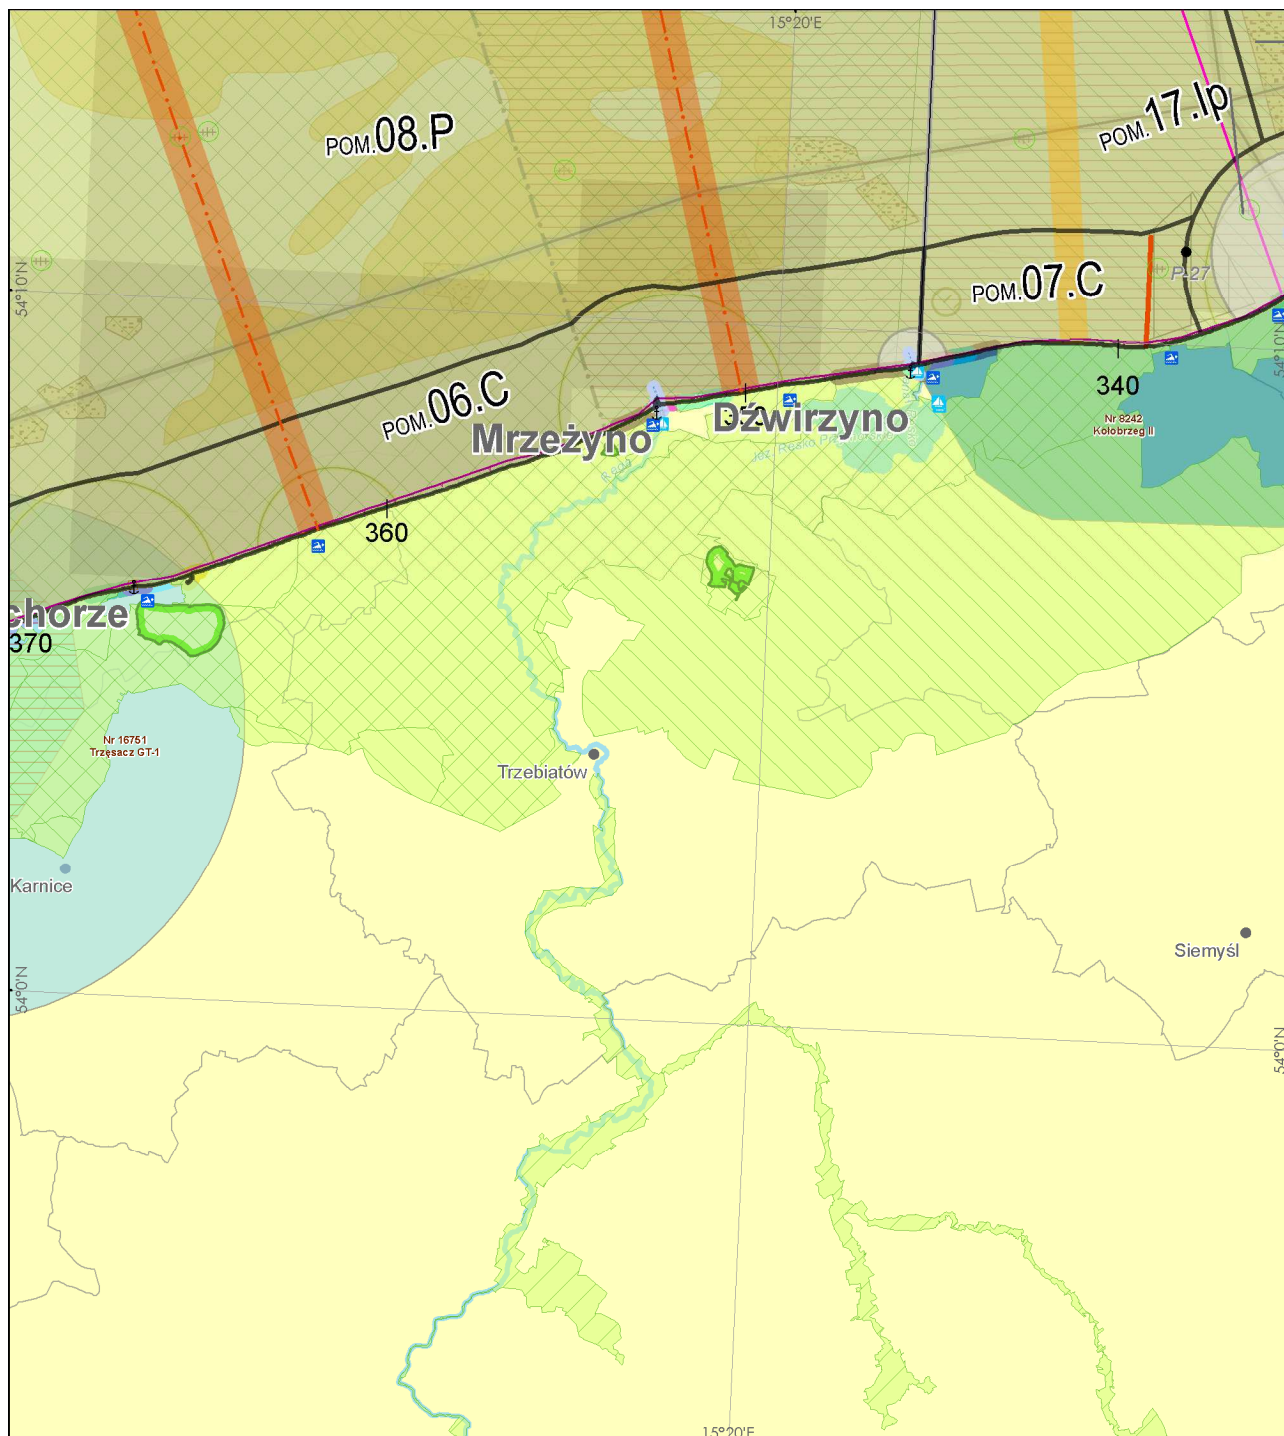 15°20'E
POM.08.P
POM.17.Ip
54°10'N
P-27
POM.07.C
54°10'N
340
POM.06.C
Nr 8242
Kołobrzeg II
Dźwirzyno
Mrzeżyno
360
chorze
370
Nr 16751
Trzęsacz GT-1
Trzebiatów
Karnice
Siemyśl
54°0'N
54°0'N
15°20'E